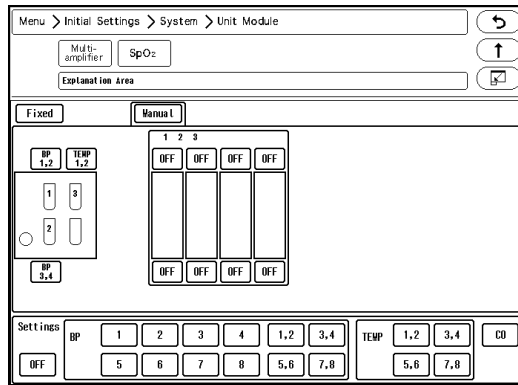 Menu > Initial Settings > System > Unit Module
Multi-
amplifier
SpO₂
Explanation Area
Fixed
Manual
1 2 3
BP
1,2
TEMP
1,2
OFF OFF OFF OFF
1 3
2
BP
3,4
OFF OFF OFF OFF
Settings
BP 1 2 3 4 1,2 3,4 TEMP 1,2 3,4 CO
OFF 5 6 7 8 5,6 7,8 5,6 7,8